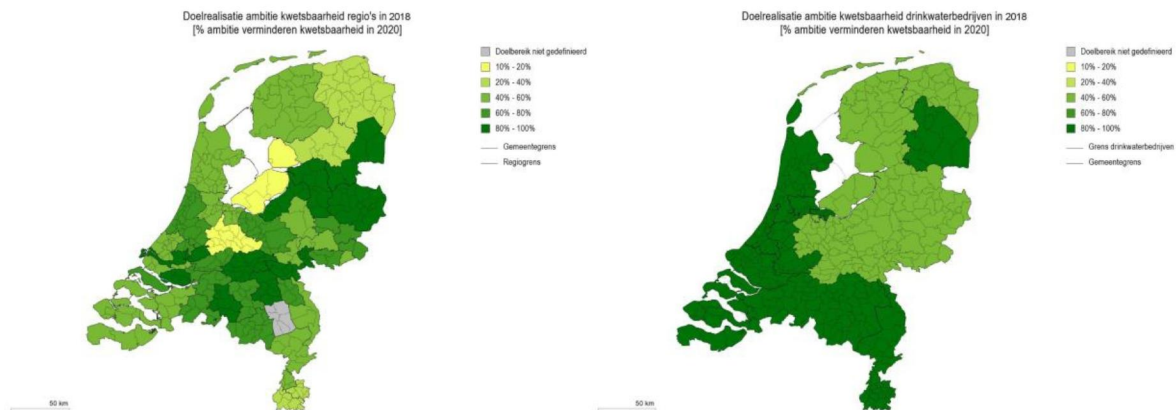 Doelrealisatie ambitie kwetsbaarheid regio's in 2018
[% ambitie verminderen kwetsbaarheid in 2020]
Doelbereik niet gedefinieerd
10% - 20%
20% - 40%
40% - 60%
60% - 80%
80% - 100%
Gemeentegrens
Regiogrens
50 km
Doelrealisatie ambitie kwetsbaarheid drinkwaterbedrijven in 2018
[% ambitie verminderen kwetsbaarheid in 2020]
Doelbereik niet gedefinieerd
10% - 20%
20% - 40%
40% - 60%
60% - 80%
80% - 100%
Grens drinkwaterbedrijven
Gemeentegrens
50 km